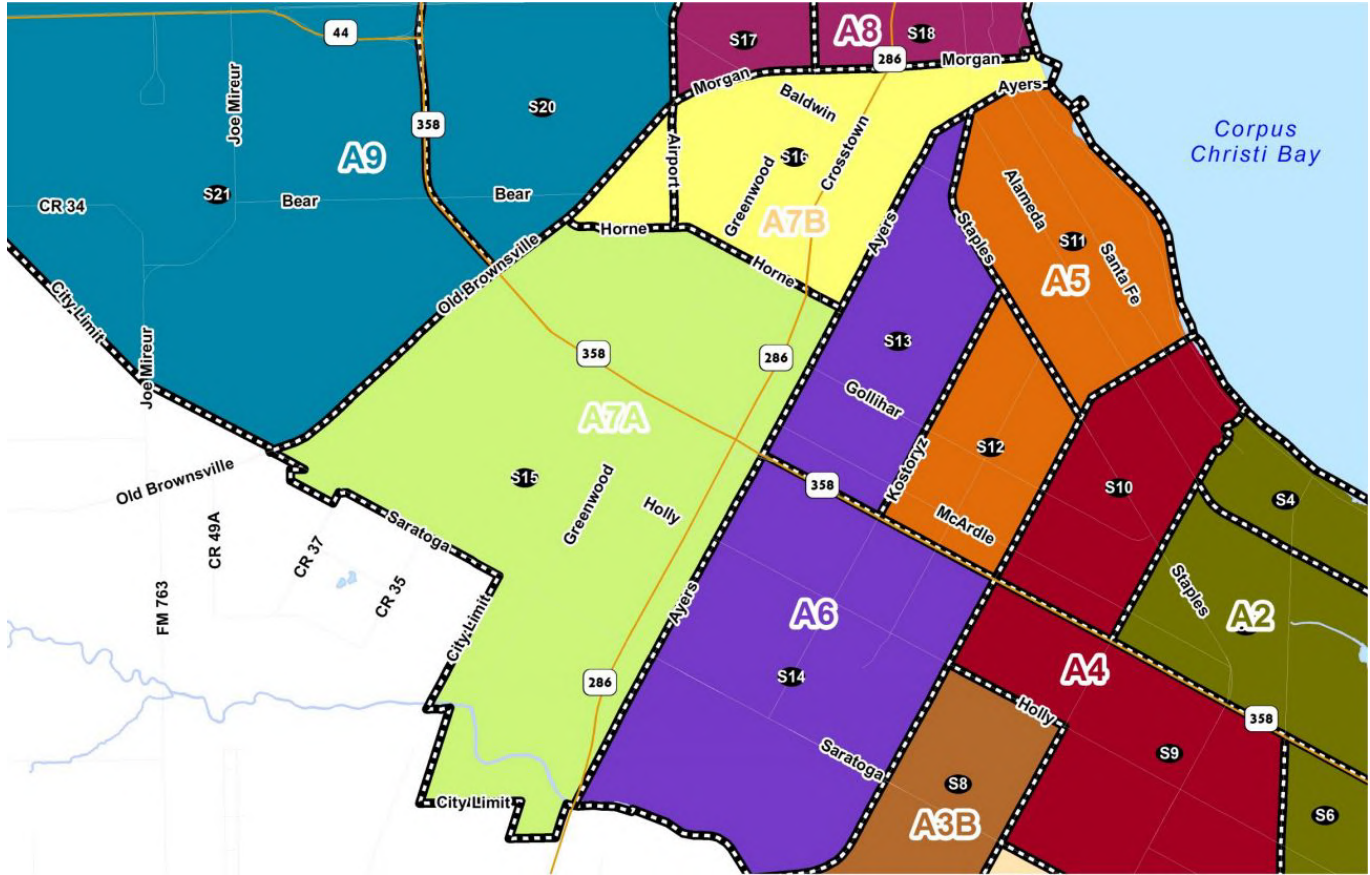 44
S17
A8
S18
286
Morgan
Morgan
Ayers
Joe Mireur
S20
Baldwin
358
Airport
Crosstown
Corpus
Christi Bay
A9
S16
S21
Bear
Bear
Greenwood
Alameda
CR 34
A7B
Ayers
Staples
S11
Horne
Santa Fe
Old Brownsville
Horne
A5
City Limit
S13
358
286
Joe Mireur
Gollihar
A7A
S12
Kostoryz
Old Brownsville
S15
358
S10
S4
Greenwood
Holly
McArdle
Saratoga
CR 49A
CR 37
CR 35
FM 763
Ayers
Staples
A6
A2
City Limit
A4
S14
286
Holly
358
Saratoga
S9
S8
City Limit
A3B
S6